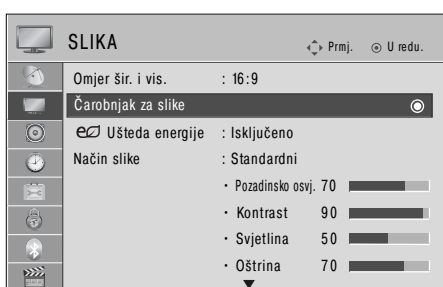 SLIKA
Prmj. U redu.
Omjer šir. i vis. : 16:9
Čarobnjak za slike
eco Ušteda energije : Isključeno
Način slike : Standardni
• Pozadinsko osvj. 70
• Kontrast 90
• Svjetlina 50
• Oštrina 70